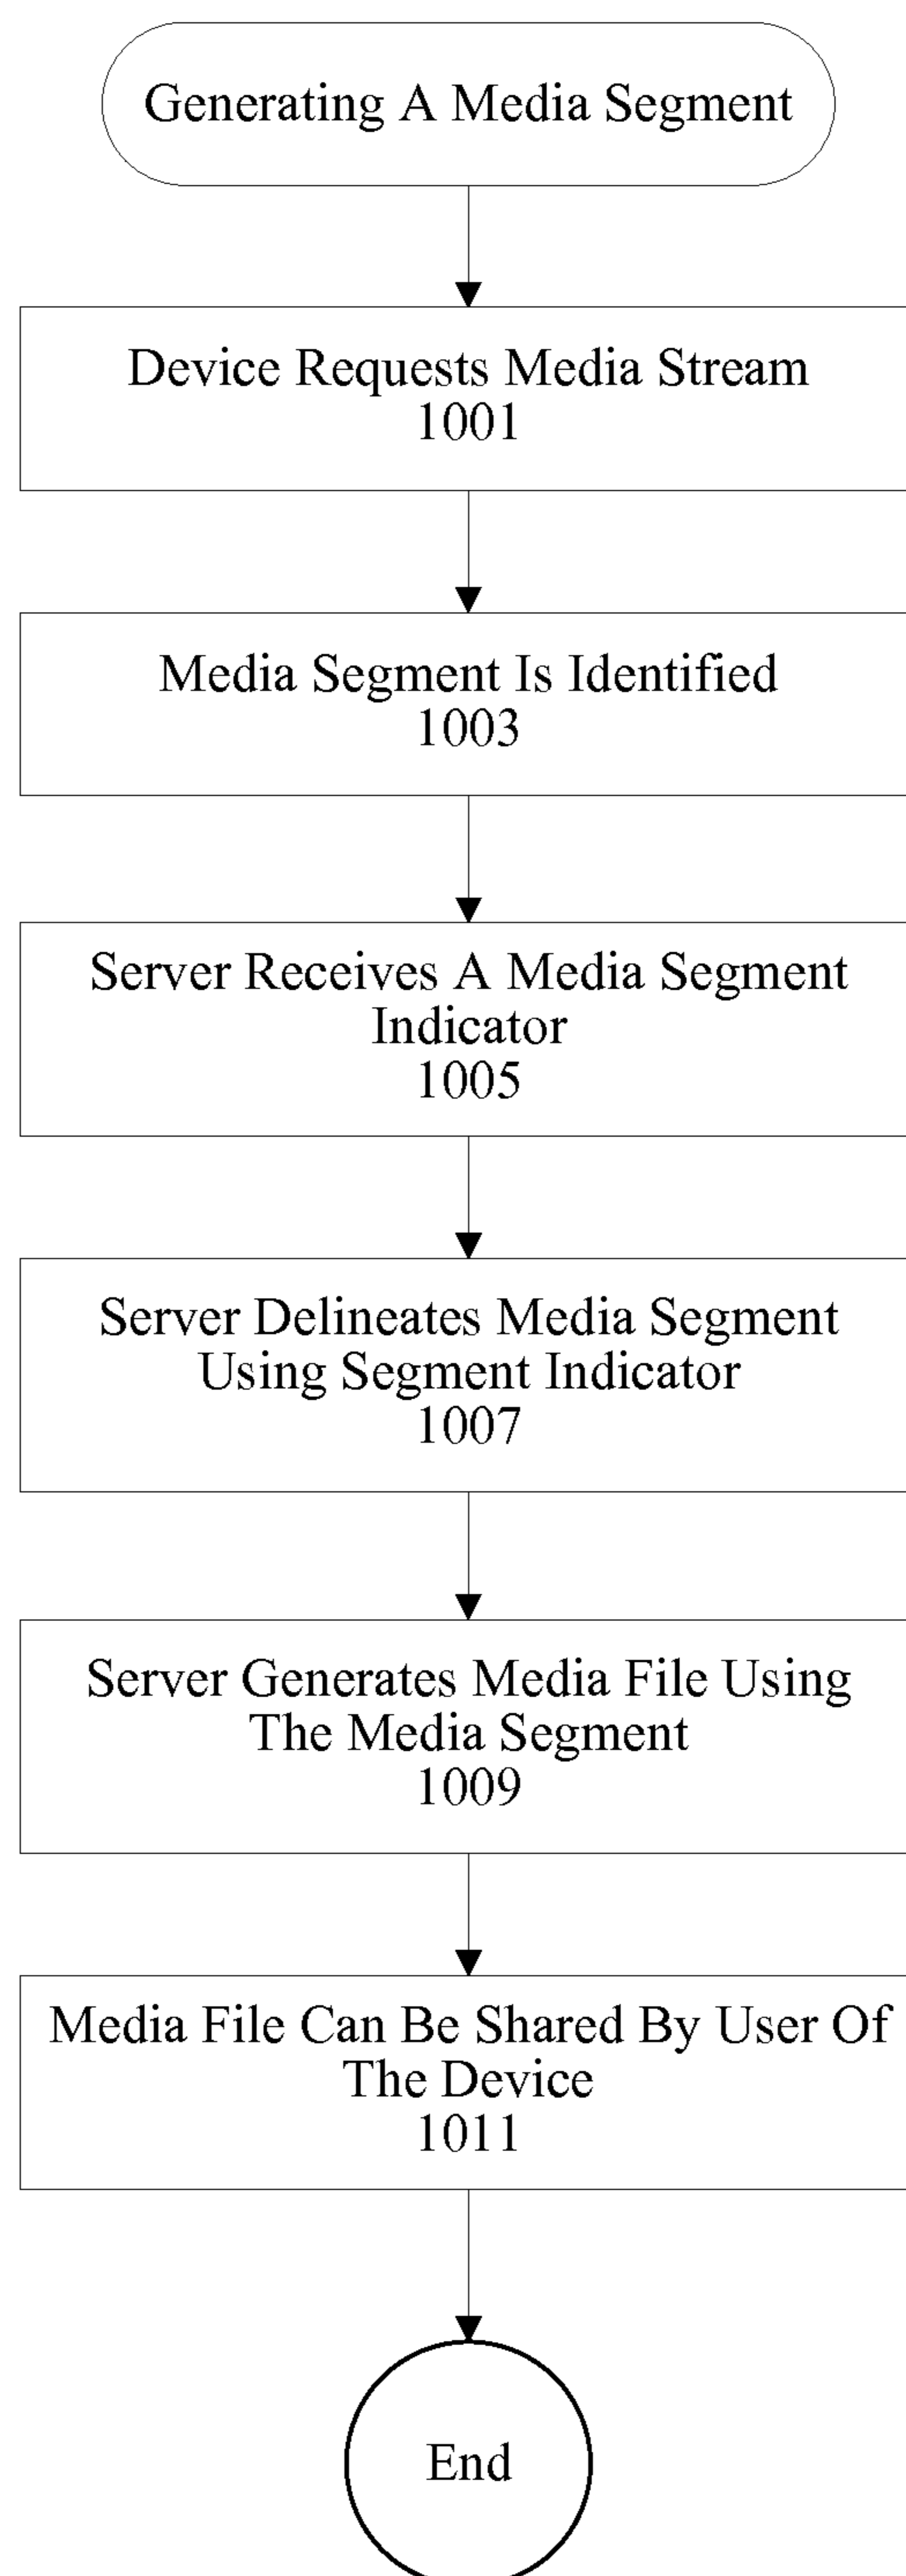 Generating A Media Segment
Device Requests Media Stream
1001
Media Segment Is Identified
1003
Server Receives A Media Segment
Indicator
1005
Server Delineates Media Segment
Using Segment Indicator
1007
Server Generates Media File Using
The Media Segment
1009
Media File Can Be Shared By User Of
The Device
1011
End